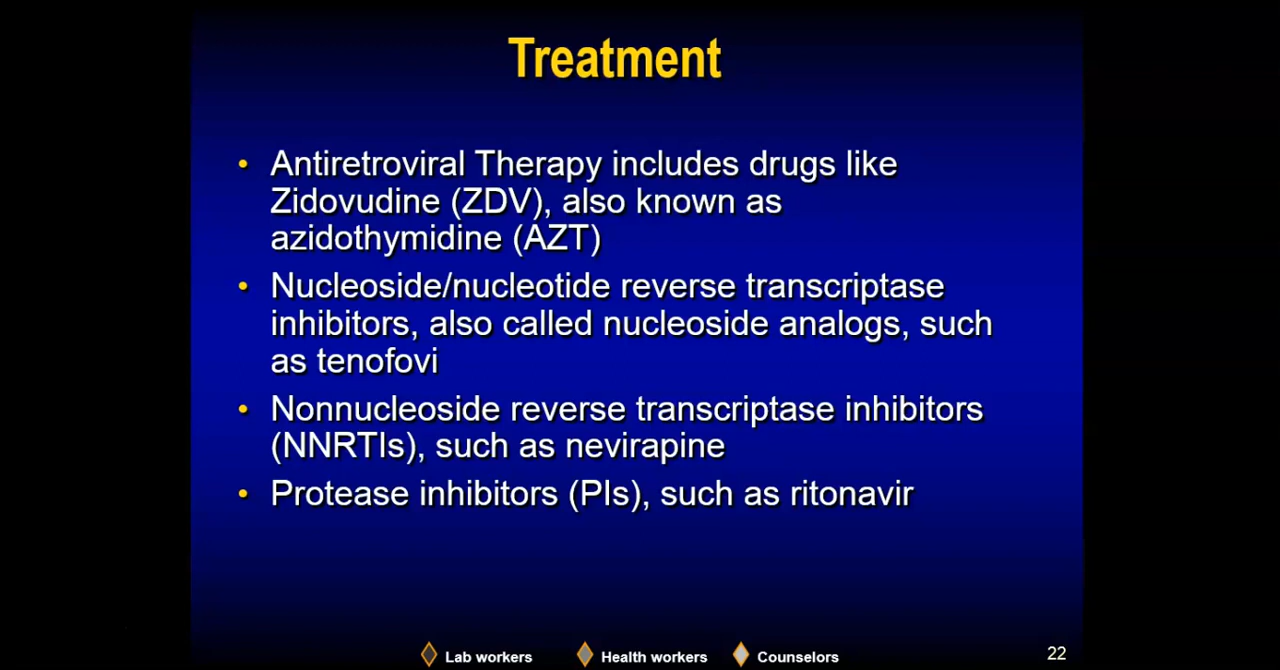 Treatment
• Antiretroviral Therapy includes drugs like
Zidovudine (ZDV), also known as
azidothymidine (AZT)
• Nucleoside/nucleotide reverse transcriptase
inhibitors, also called nucleoside analogs, such
as tenofovi
• Nonnucleoside reverse transcriptase inhibitors
(NNRTIs), such as nevirapine
• Protease inhibitors (PIs), such as ritonavir
Lab workers Health workers Counselors 22